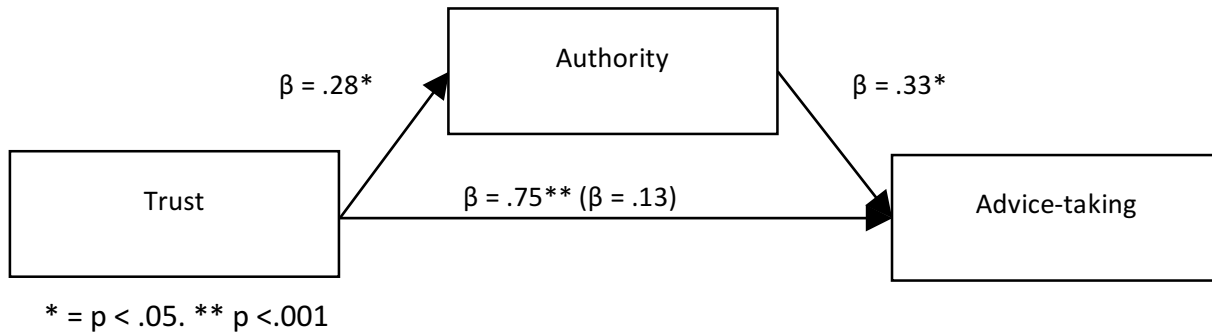 Authority
β = .28*
β = .33*
Trust
β = .75** (β = .13)
Advice-taking
* = p < .05. ** p <.001